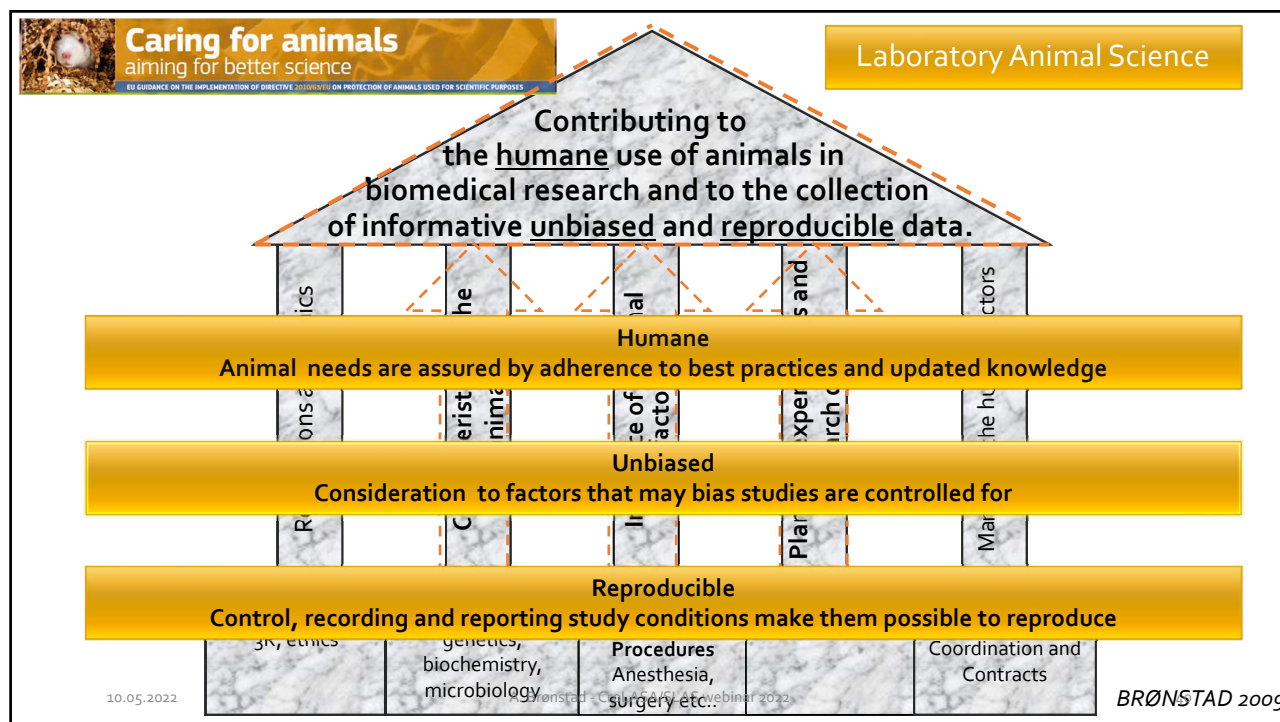 Caring for animals
aiming for better science
EU GUIDANCE ON THE IMPLEMENTATION OF DIRECTIVE 2010/63/EU ON PROTECTION OF ANIMALS USED FOR SCIENTIFIC PURPOSES
Laboratory Animal Science
Contributing to
the humane use of animals in
biomedical research and to the collection
of informative unbiased and reproducible data.
Humane
Animal needs are assured by adherence to best practices and updated knowledge
Unbiased
Consideration to factors that may bias studies are controlled for
Reproducible
Control, recording and reporting study conditions make them possible to reproduce
3R, ethics
genetics,
biochemistry,
microbiology
Procedures
Anesthesia,
surgery etc..
Coordination and
Contracts
10.05.2022
Brønstad - webinar 2022
BRØNSTAD 2009